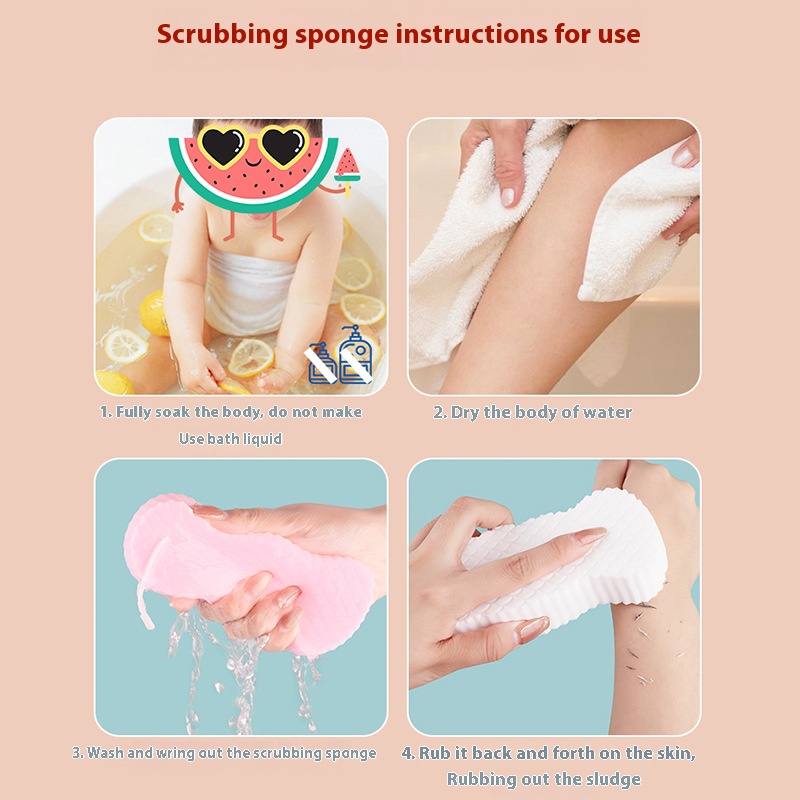 Scrubbing sponge instructions for use
1. Fully soak the body, do not make
Use bath liquid
2. Dry the body of water
3. Wash and wring out the scrubbing sponge
4. Rub it back and forth on the skin,
Rubbing out the sludge